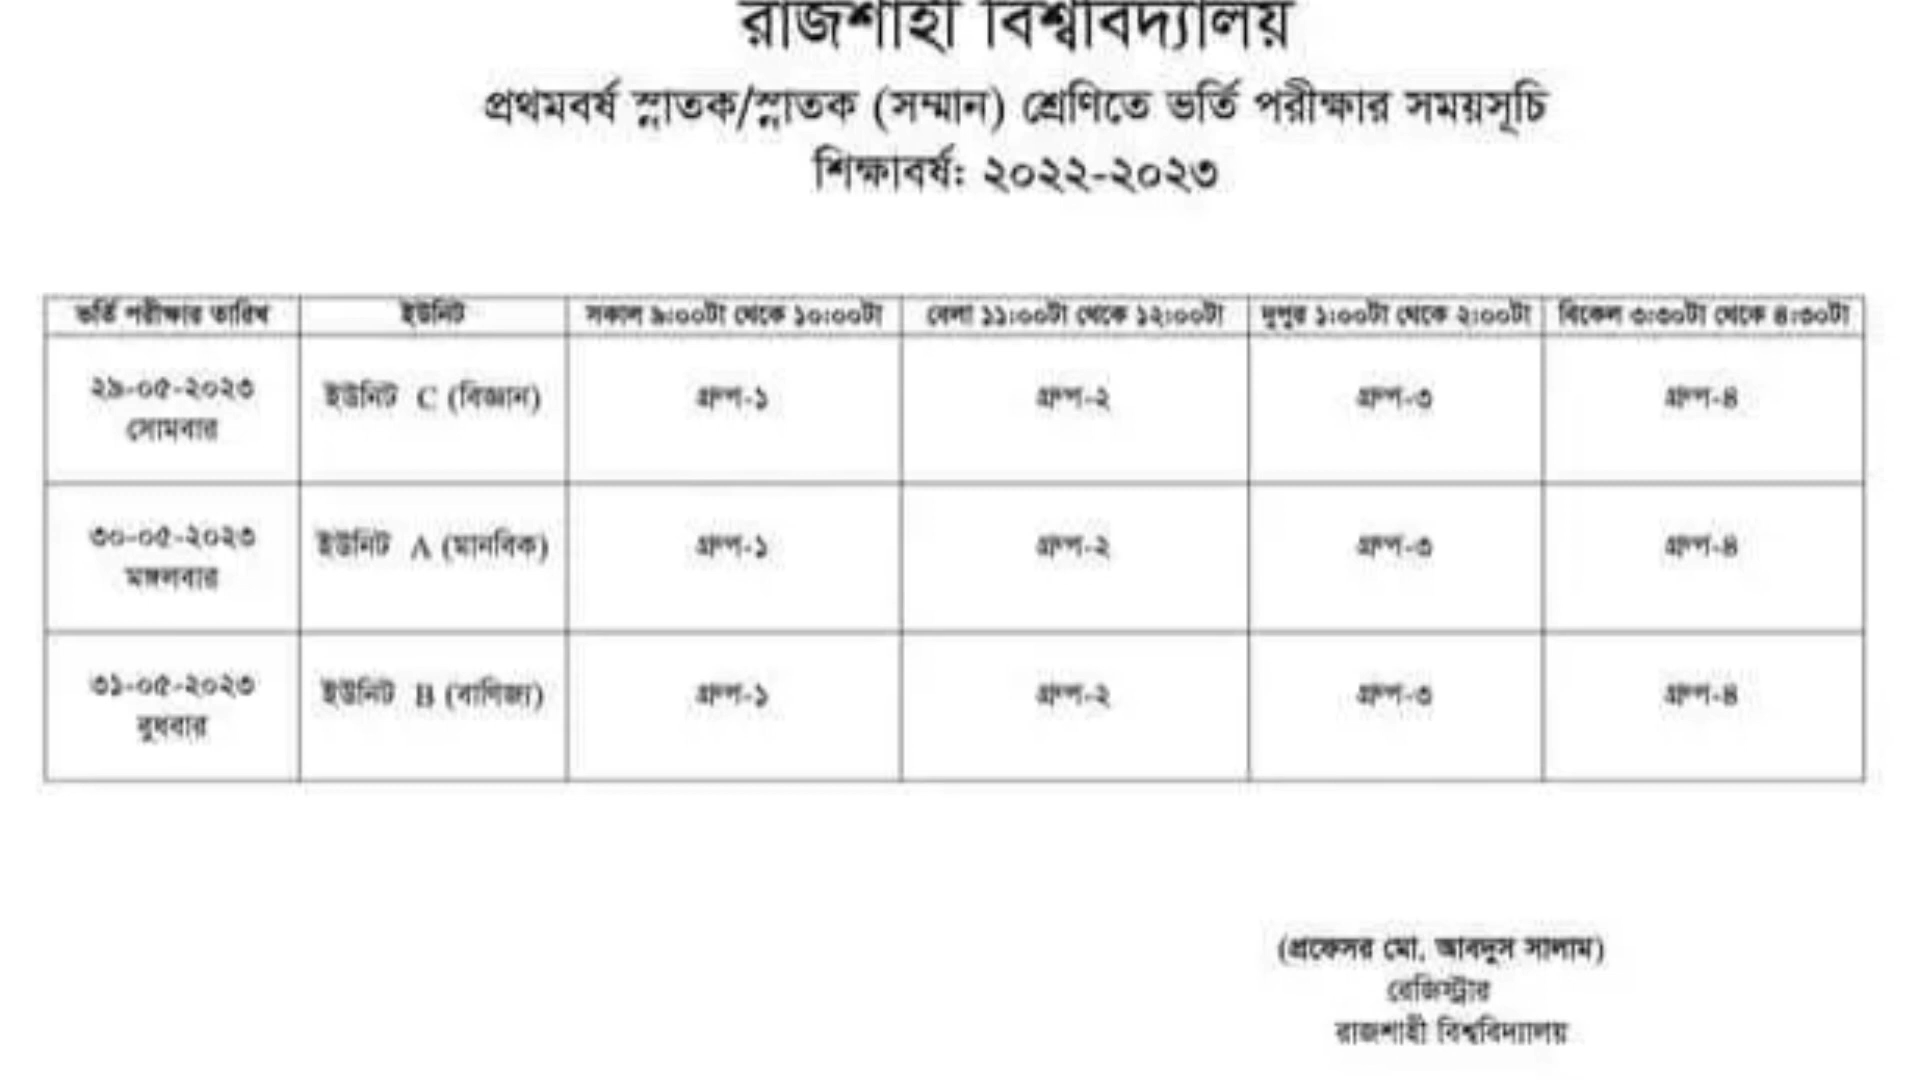 রাজশাহী বিশ্ববিদ্যালয়
প্রথমবর্ষ স্নাতক/স্নাতক (সম্মান) শ্রেণিতে ভর্তি পরীক্ষার সময়সূচি
শিক্ষাবর্ষ: ২০২২-২০২৩
ভর্তি পরীক্ষার তারিখ ইউনিট সকাল ৯:০০টা থেকে ১০:০০টা বেলা ১১:০০টা থেকে ১২:০০টা দুপুর ১:০০টা থেকে ২:০০টা বিকেল ৩:৩০টা থেকে ৪:৩০টা
২৯-০৫-২০২৩
সোমবার
ইউনিট C (বিজ্ঞান) গ্রুপ-১ গ্রুপ-২ গ্রুপ-৩ গ্রুপ-৪
৩০-০৫-২০২৩
মঙ্গলবার
ইউনিট A (মানবিক) গ্রুপ-১ গ্রুপ-২ গ্রুপ-৩ গ্রুপ-৪
৩১-০৫-২০২৩
বুধবার
ইউনিট B (বাণিজ্য) গ্রুপ-১ গ্রুপ-২ গ্রুপ-৩ গ্রুপ-৪
(প্রফেসর মো. আবদুস সালাম)
রেজিস্ট্রার
রাজশাহী বিশ্ববিদ্যালয়